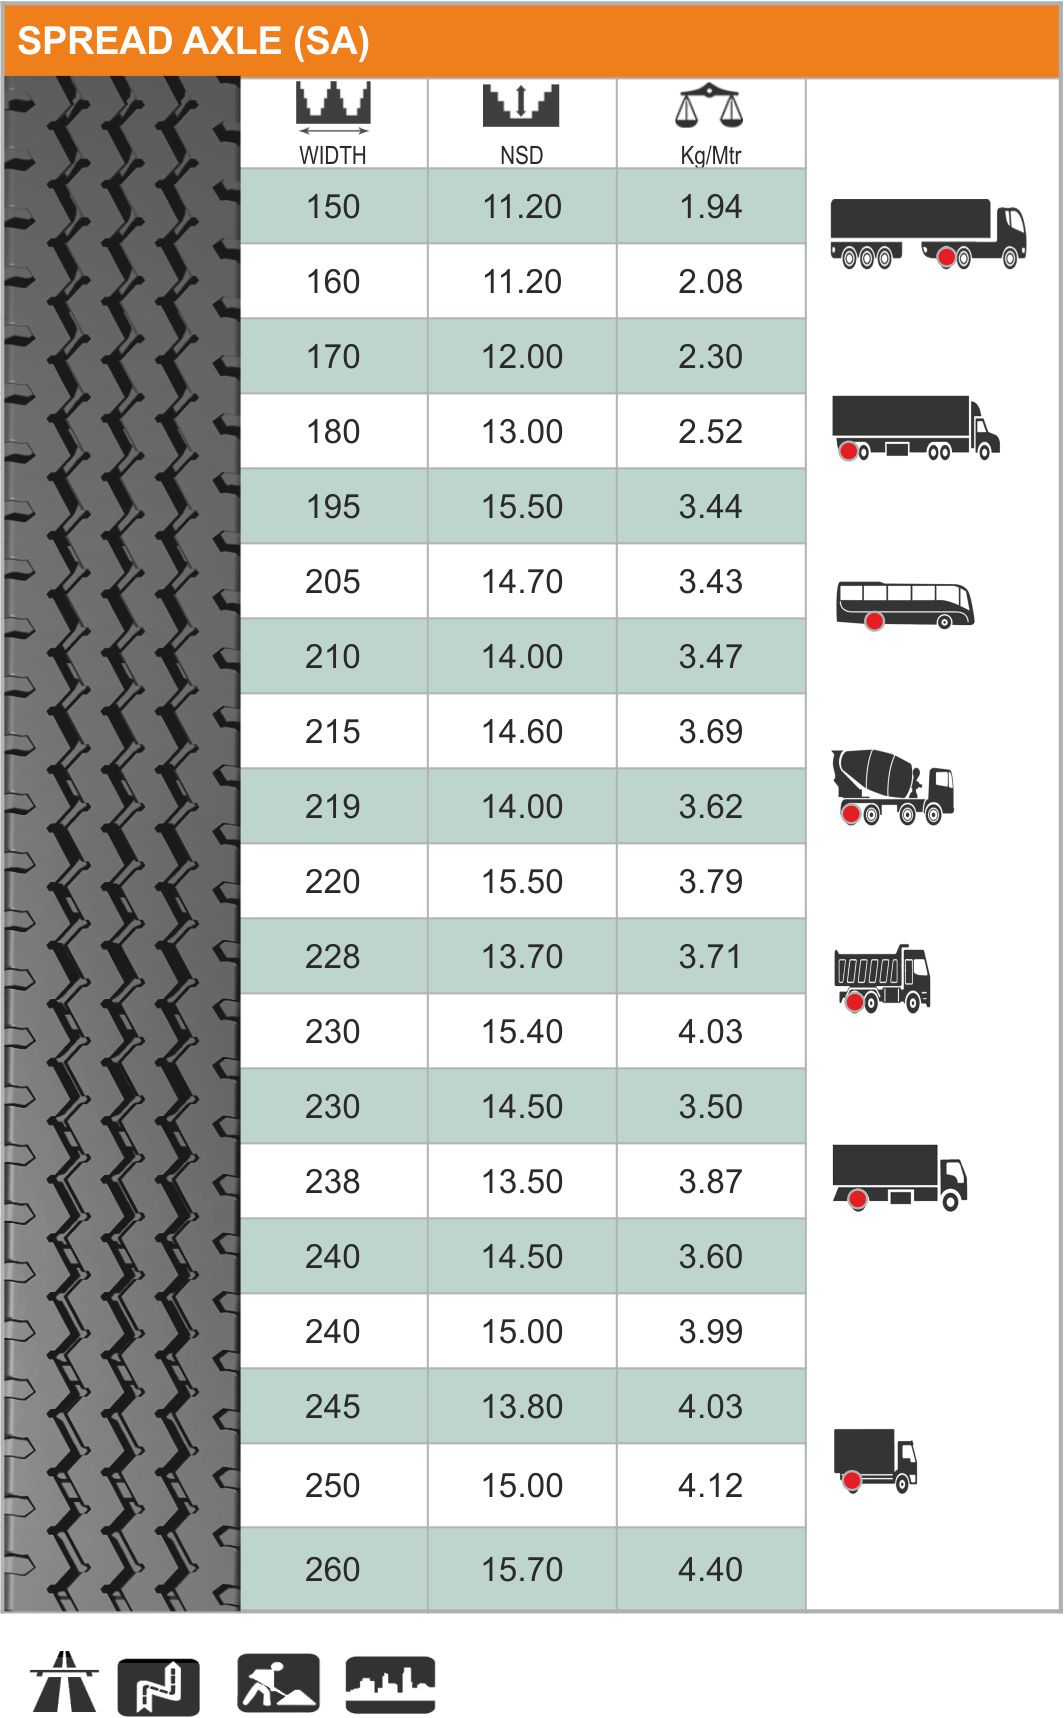 SPREAD AXLE (SA)
WIDTH NSD Kg/Mtr
150 11.20 1.94
160 11.20 2.08
170 12.00 2.30
180 13.00 2.52
195 15.50 3.44
205 14.70 3.43
210 14.00 3.47
215 14.60 3.69
219 14.00 3.62
220 15.50 3.79
228 13.70 3.71
230 15.40 4.03
230 14.50 3.50
238 13.50 3.87
240 14.50 3.60
240 15.00 3.99
245 13.80 4.03
250 15.00 4.12
260 15.70 4.40